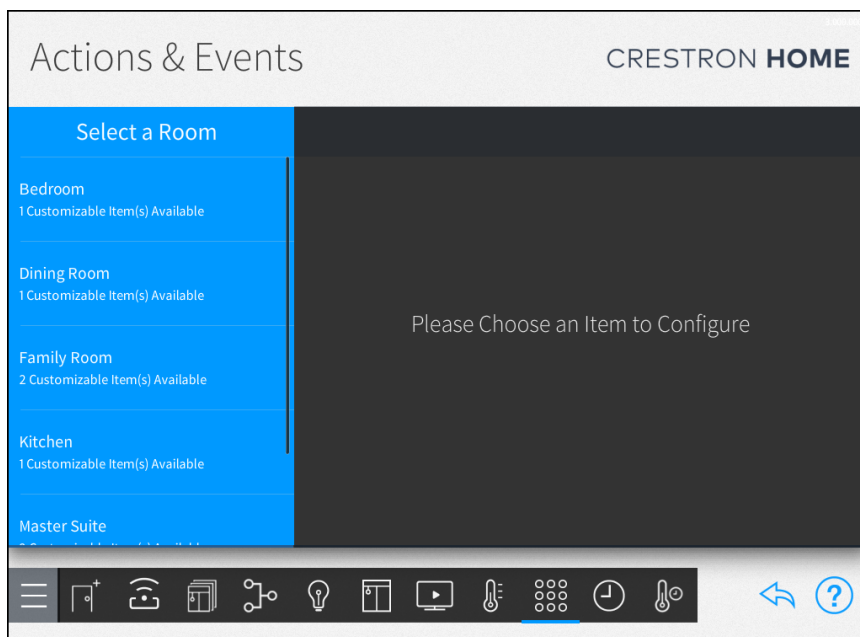 Actions & Events
CRESTRON HOME
Select a Room
Bedroom
1 Customizable Item(s) Available
Dining Room
1 Customizable Item(s) Available
Family Room
2 Customizable Item(s) Available
Kitchen
1 Customizable Item(s) Available
Master Suite
Please Choose an Item to Configure
?